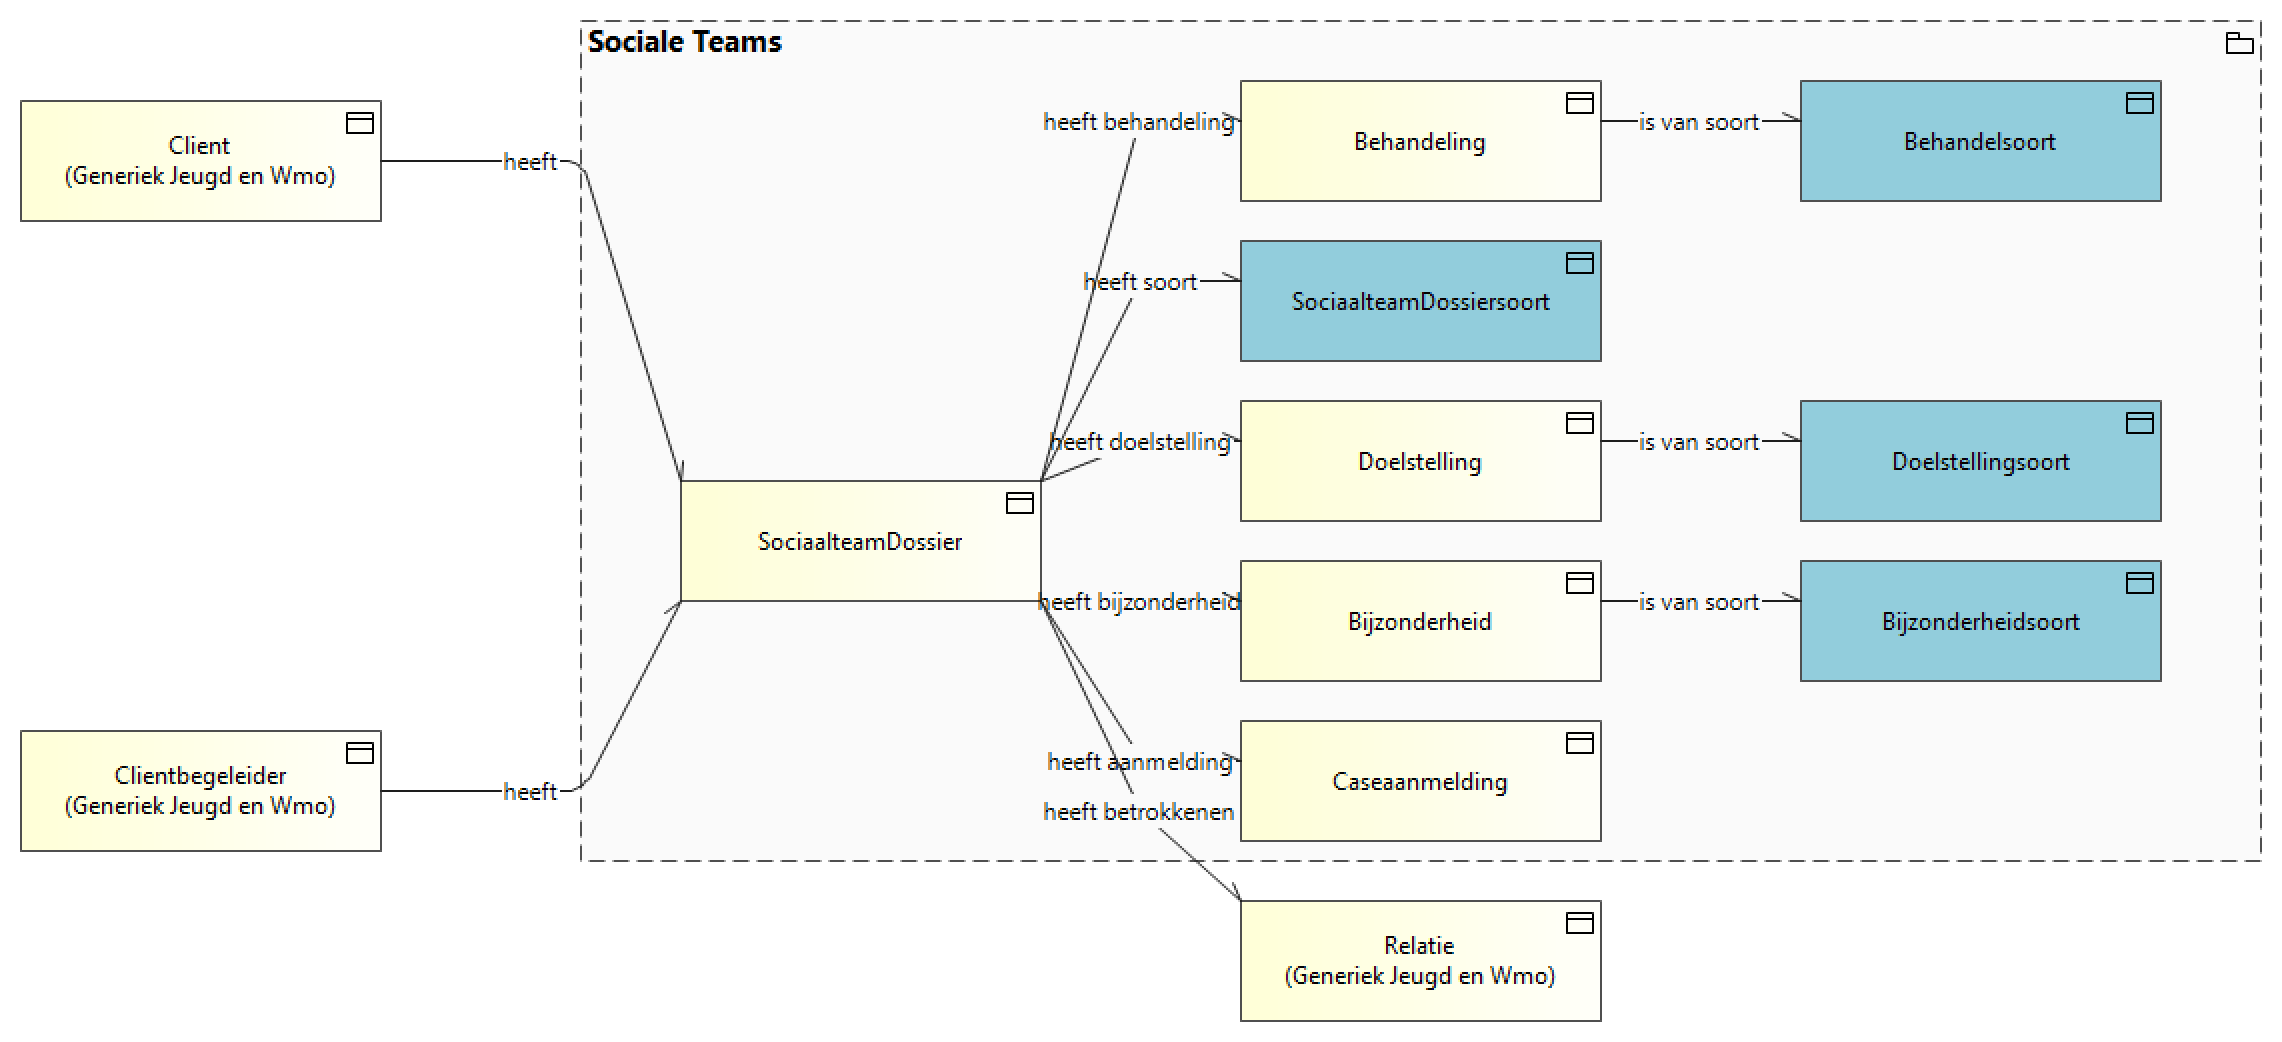 Sociale Teams
Client
(Generiek Jeugd en Wmo)
heeft
heeft behandeling
Behandeling
is van soort
Behandelsoort
heeft soort
SociaalteamDossiersoort
heeft doelstelling
Doelstelling
is van soort
Doelstellingsoort
SociaalteamDossier
heeft bijzonderheid
Bijzonderheid
is van soort
Bijzonderheidsoort
Clientbegeleider
(Generiek Jeugd en Wmo)
heeft
heeft aanmelding
Caseaanmelding
heeft betrokkenen
Relatie
(Generiek Jeugd en Wmo)